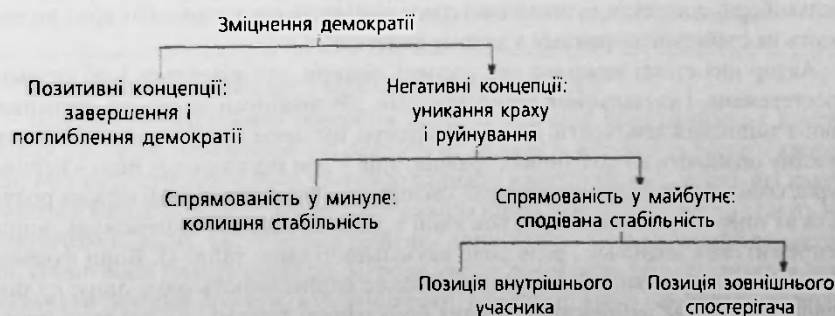 Зміцнення демократії
Позитивні концепції:
завершення і
поглиблення демократії
Негативні концепції:
уникання краху
і руйнування
Спрямованість у минуле:
колишня стабільність
Спрямованість у майбутнє:
сподівана стабільність
Позиція внутрішнього
учасника
Позиція зовнішнього
спостерігача